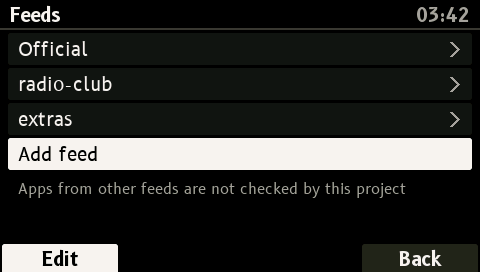 Feeds 03:42
Official
radio-club
extras
Add feed
Apps from other feeds are not checked by this project
Edit Back